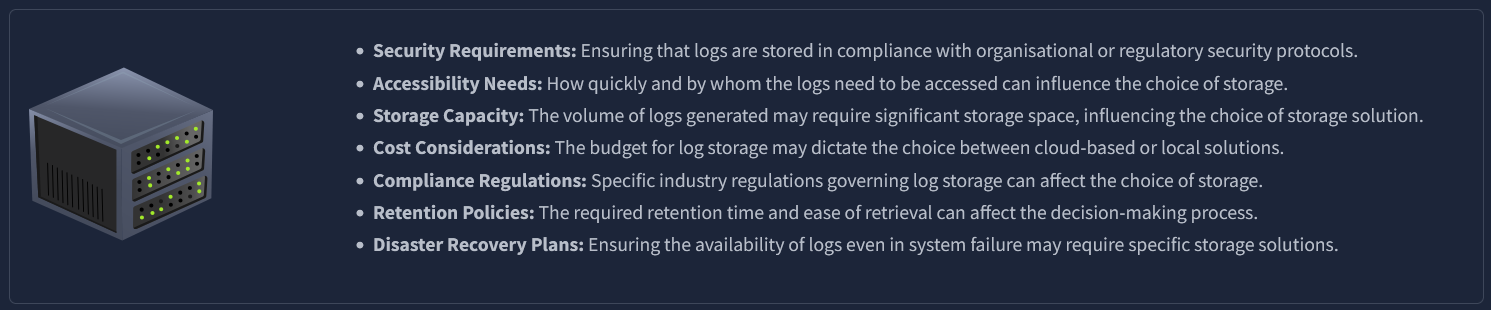 • Security Requirements: Ensuring that logs are stored in compliance with organisational or regulatory security protocols.
• Accessibility Needs: How quickly and by whom the logs need to be accessed can influence the choice of storage.
• Storage Capacity: The volume of logs generated may require significant storage space, influencing the choice of storage solution.
• Cost Considerations: The budget for log storage may dictate the choice between cloud-based or local solutions.
• Compliance Regulations: Specific industry regulations governing log storage can affect the choice of storage.
• Retention Policies: The required retention time and ease of retrieval can affect the decision-making process.
• Disaster Recovery Plans: Ensuring the availability of logs even in system failure may require specific storage solutions.